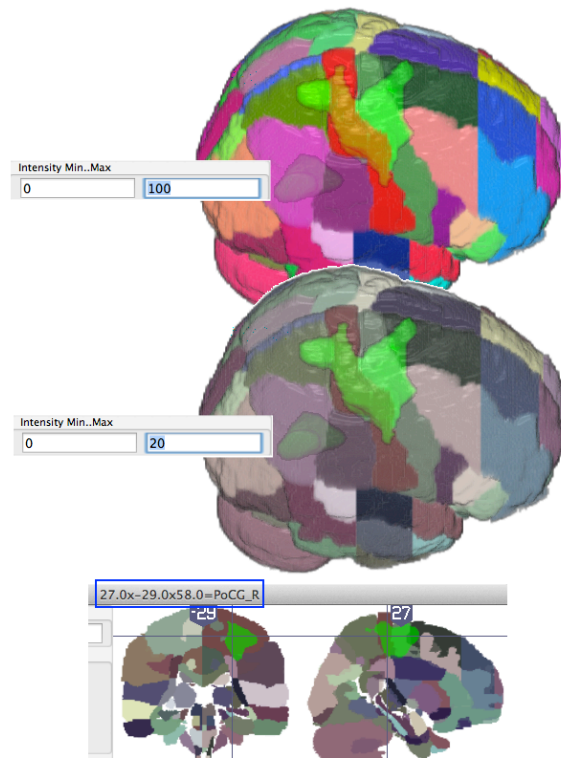 Intensity Min..Max
0 100
Intensity Min..Max
0 20
27.0x-29.0x58.0=PoCG_R
-29 27